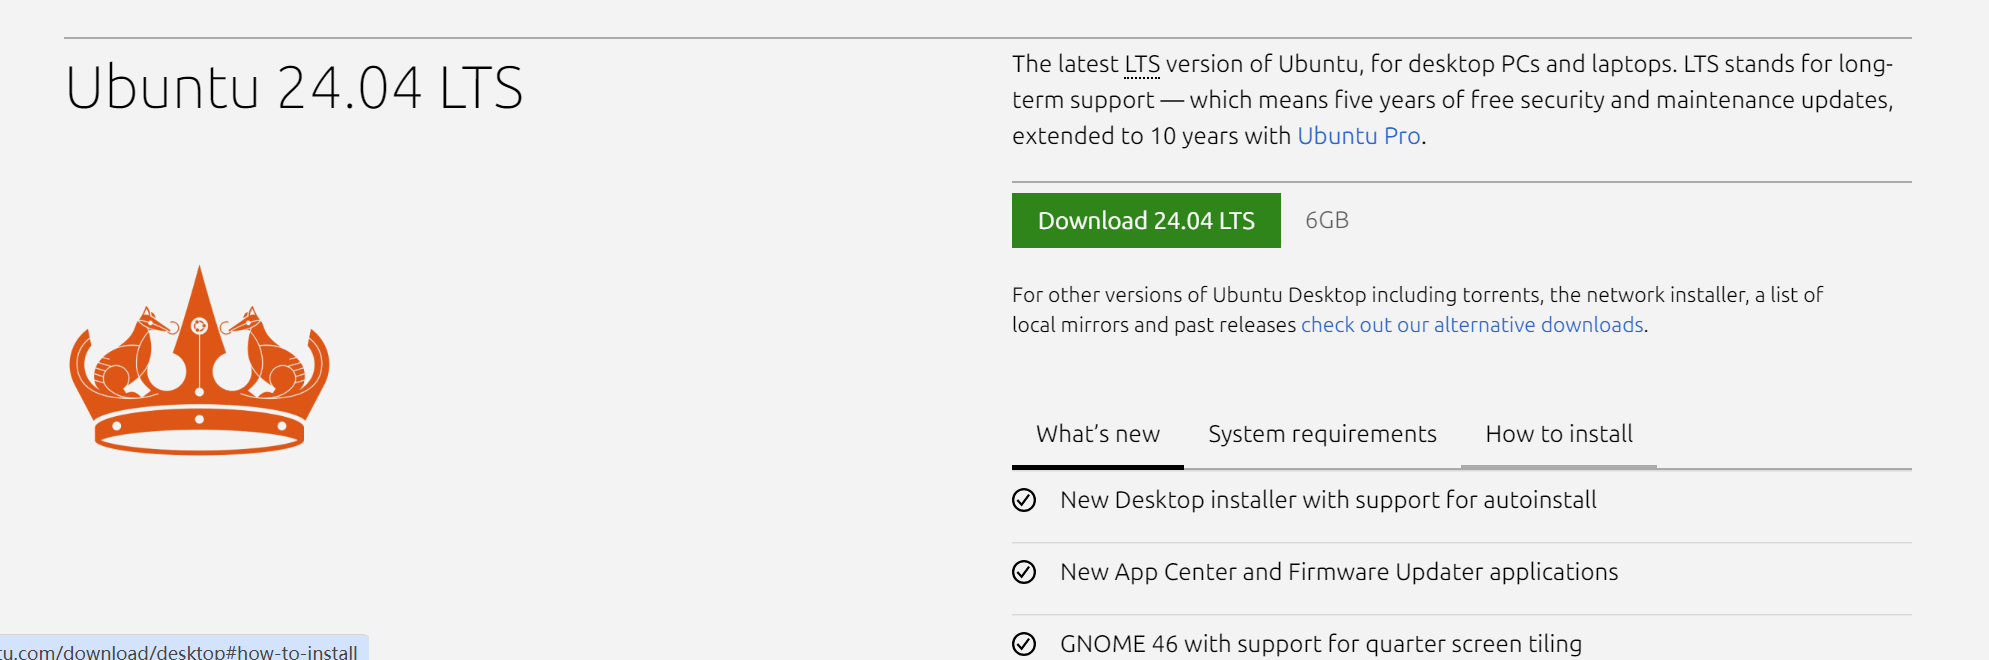 Ubuntu 24.04 LTS
The latest LTS version of Ubuntu, for desktop PCs and laptops. LTS stands for long-
term support — which means five years of free security and maintenance updates,
extended to 10 years with Ubuntu Pro.
Download 24.04 LTS 6GB
For other versions of Ubuntu Desktop including torrents, the network installer, a list of
local mirrors and past releases check out our alternative downloads.
What's new System requirements How to install
New Desktop installer with support for autoinstall
New App Center and Firmware Updater applications
GNOME 46 with support for quarter screen tiling
tu.com/download/desktop#how-to-install